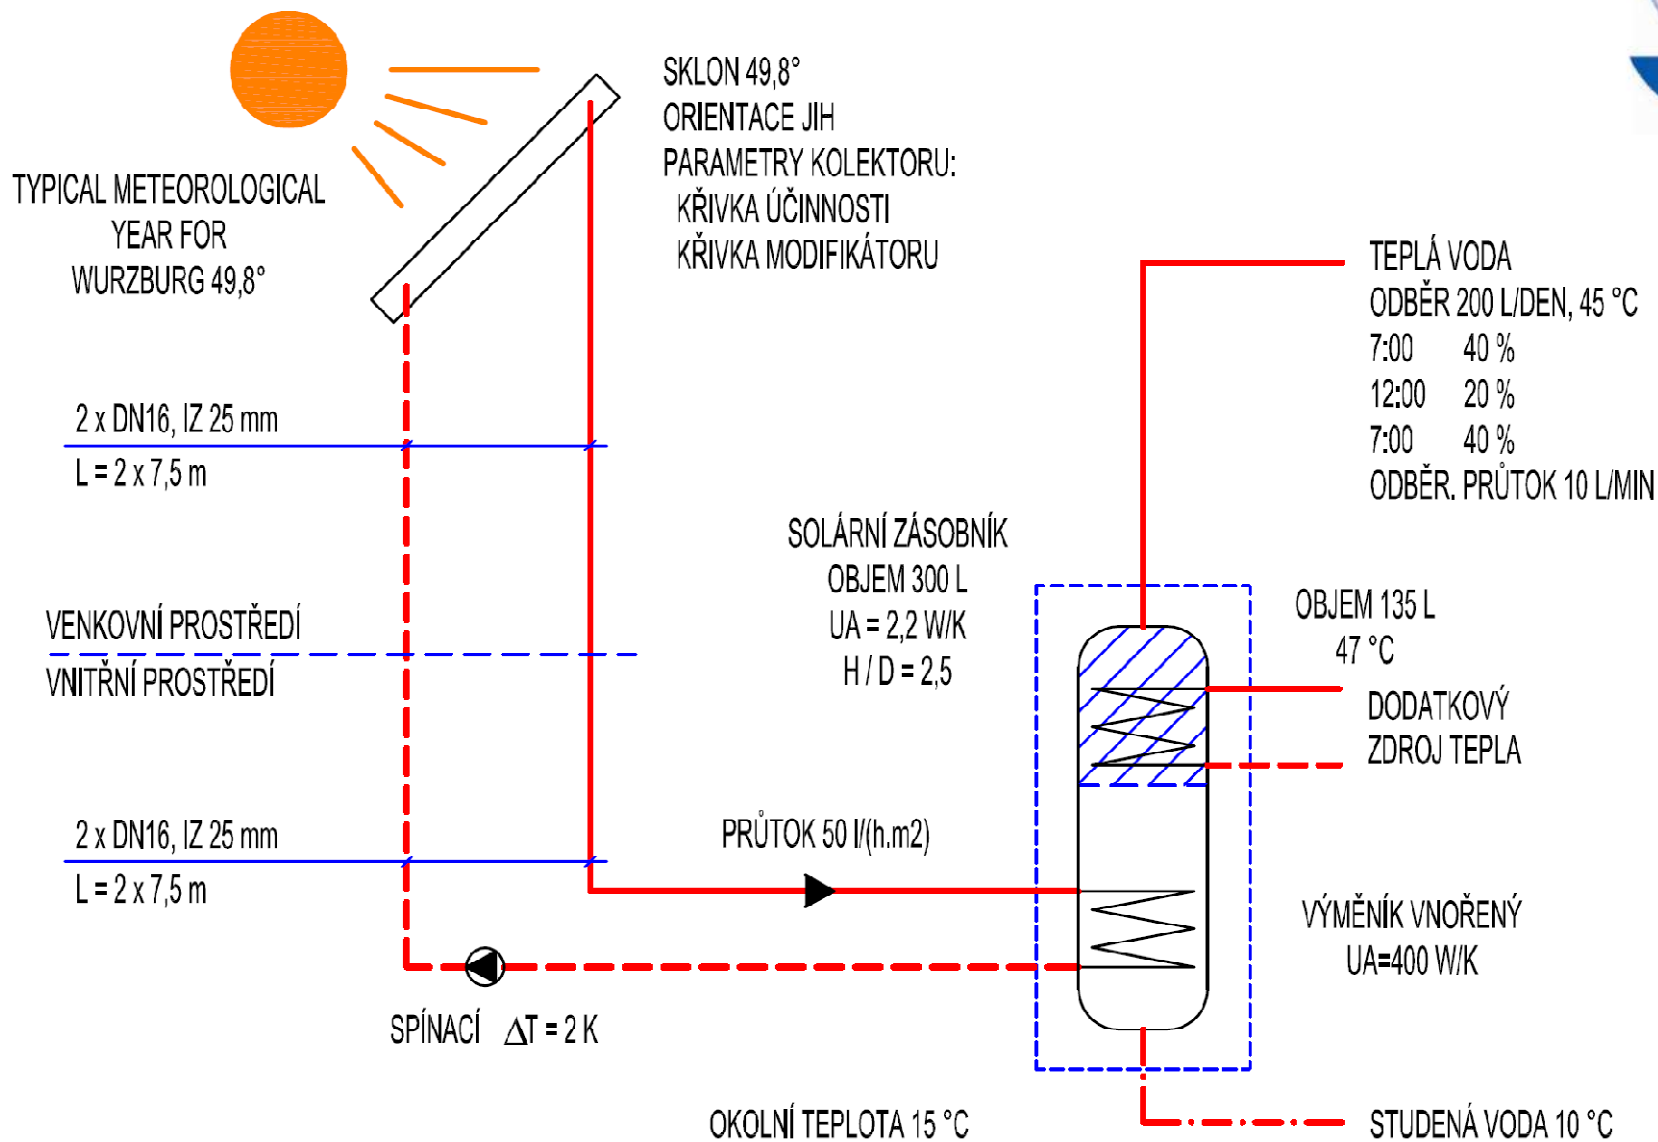 SKLON 49,8°
ORIENTACE JIH
PARAMETRY KOLEKTORU:
KŘIVKA ÚČINNOSTI
KŘIVKA MODIFIKÁTORU
TYPICAL METEOROLOGICAL
YEAR FOR
WURZBURG 49,8°
TEPLÁ VODA
ODBĚR 200 L/DEN, 45 °C
7:00 40 %
12:00 20 %
7:00 40 %
ODBĚR. PRŮTOK 10 L/MIN
2 x DN16, IZ 25 mm
L = 2 x 7,5 m
SOLÁRNÍ ZÁSOBNÍK
OBJEM 300 L
UA = 2,2 W/K
H / D = 2,5
VENKOVNÍ PROSTŘEDÍ
VNITŘNÍ PROSTŘEDÍ
OBJEM 135 L
47 °C
DODATKOVÝ
ZDROJ TEPLA
2 x DN16, IZ 25 mm
L = 2 x 7,5 m
PRŮTOK 50 l/(h.m2)
VÝMĚNÍK VNOŘENÝ
UA=400 W/K
SPÍNACÍ ΔT = 2 K
OKOLNÍ TEPLOTA 15 °C
STUDENÁ VODA 10 °C